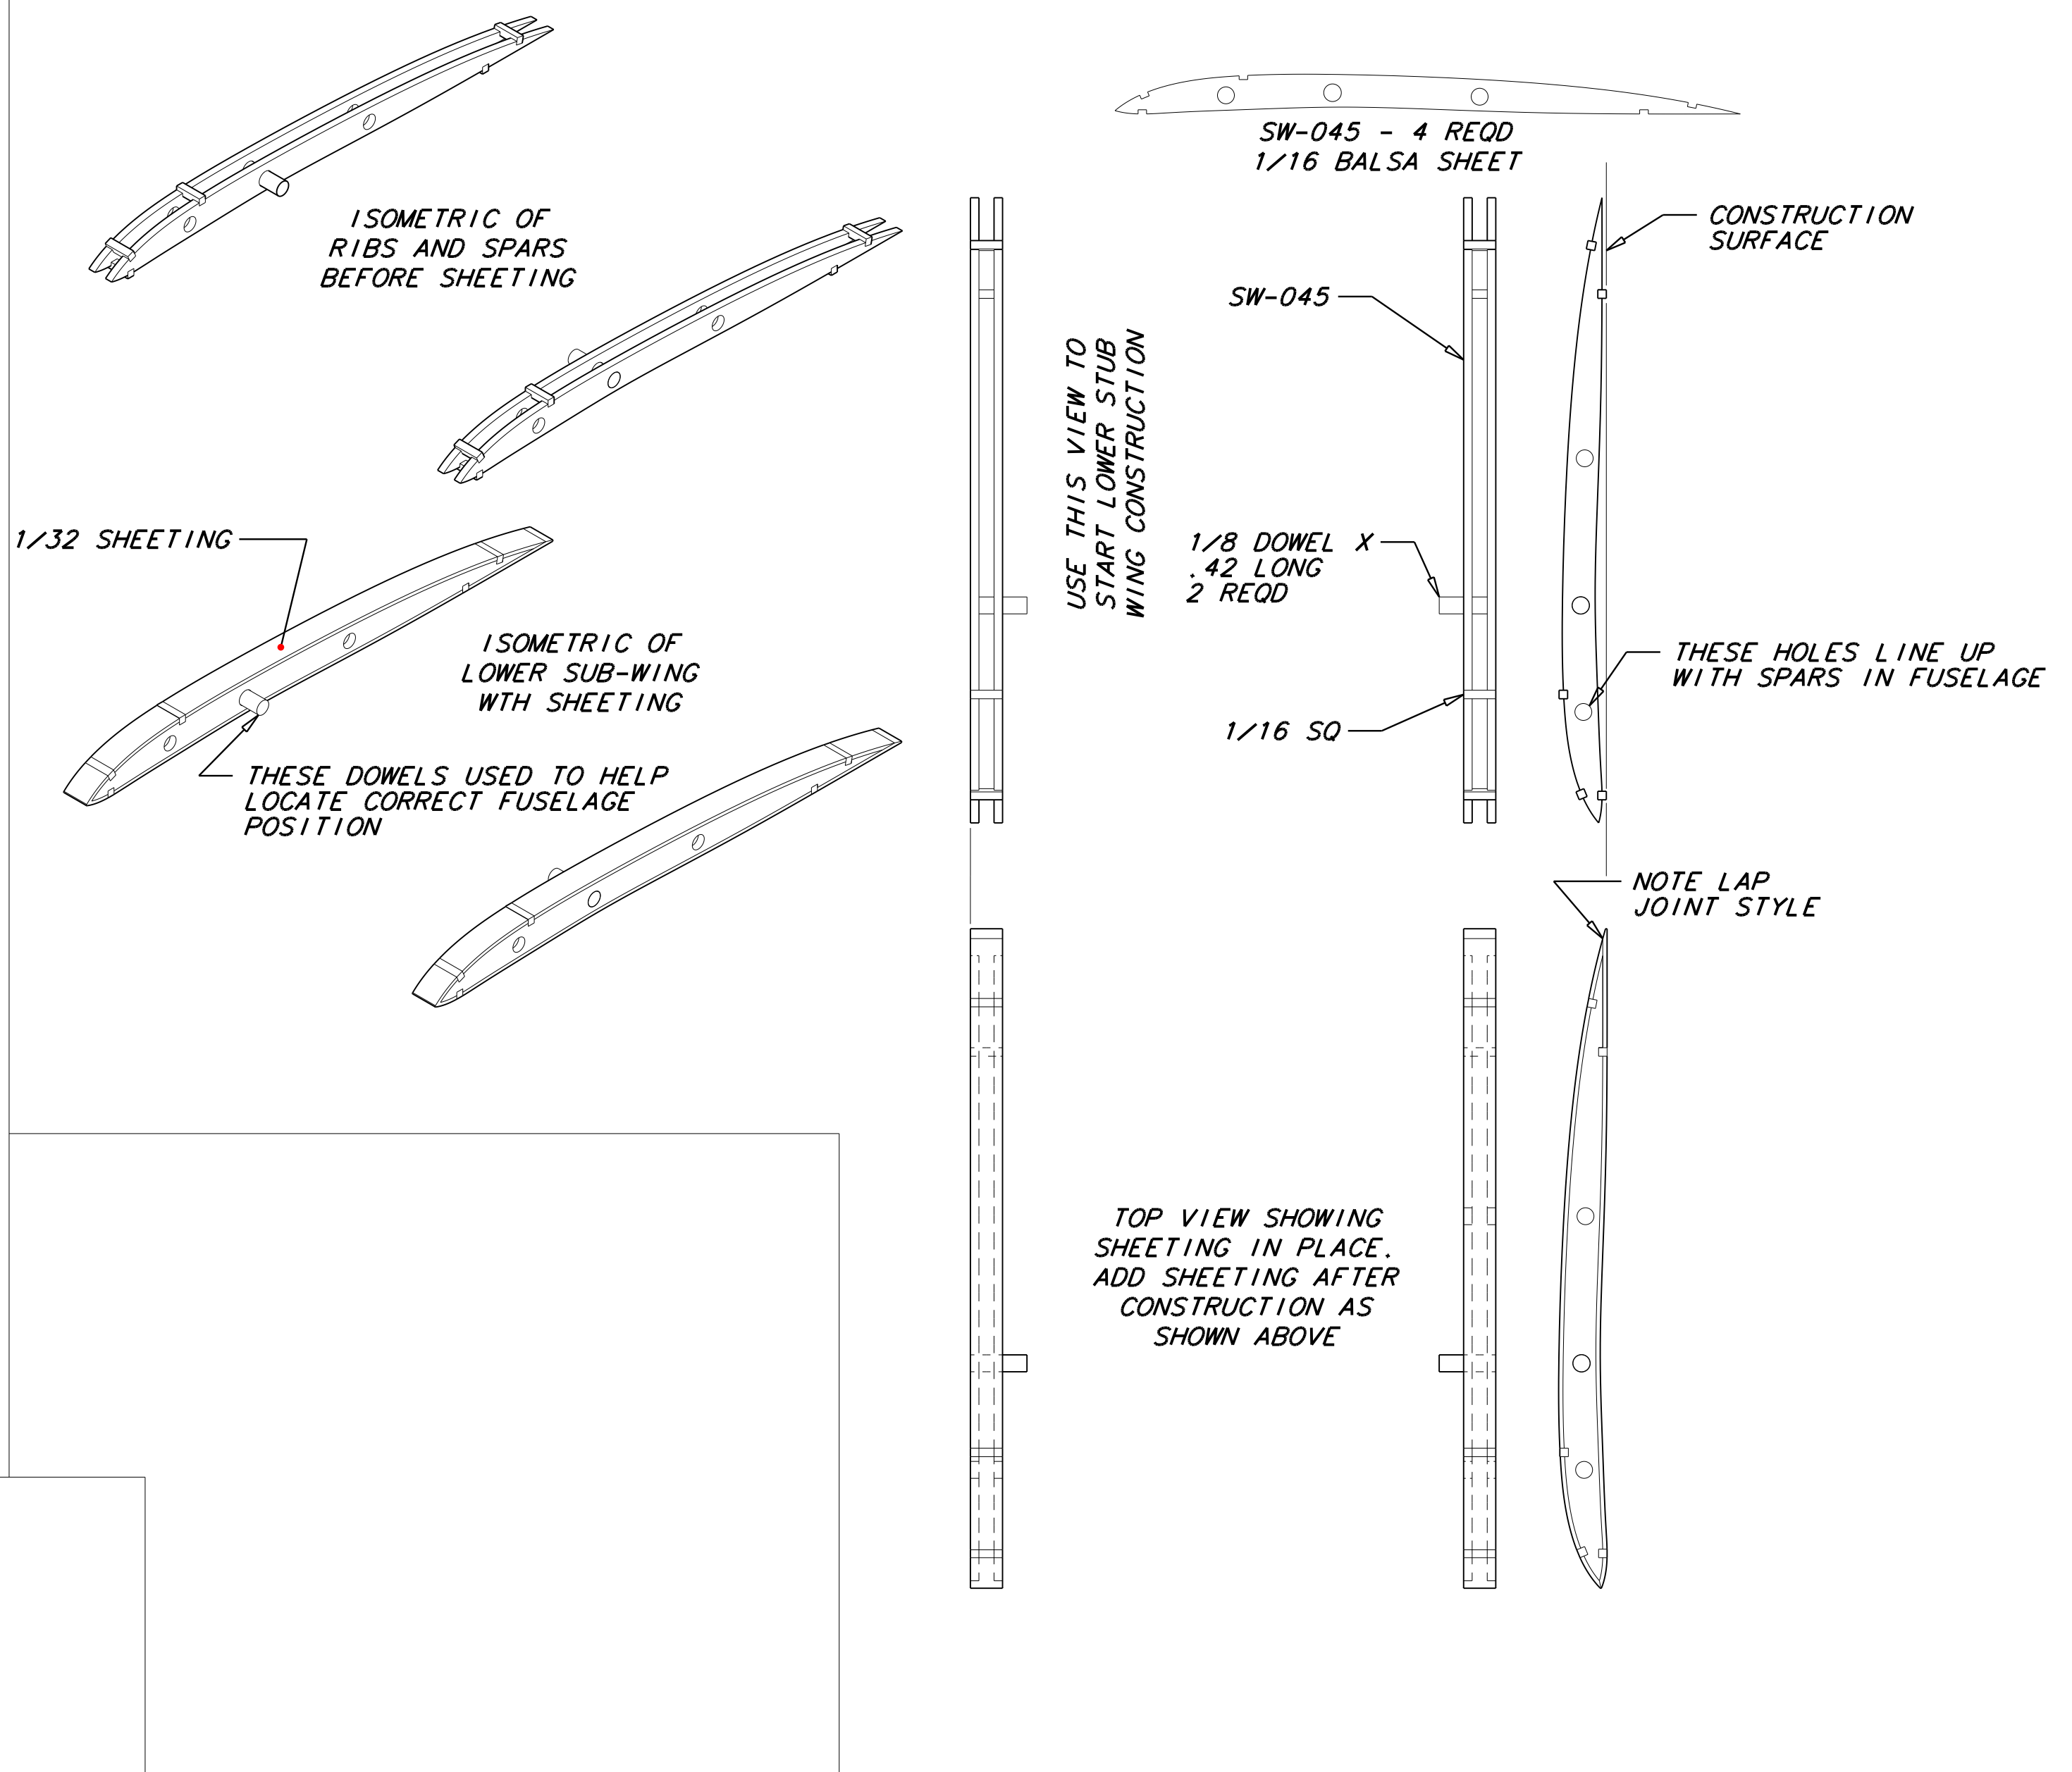 SW-045 - 4 REQD
1/16 BALSA SHEET
ISOMETRIC OF
RIBS AND SPARS
BEFORE SHEETING
CONSTRUCTION
SURFACE
SW-045
USE THIS VIEW TO
START LOWER STUB
WING CONSTRUCTION
1/32 SHEETING
1/8 DOWEL X
.42 LONG
2 REQD
ISOMETRIC OF
LOWER SUB-WING
WTH SHEETING
THESE HOLES LINE UP
WITH SPARS IN FUSELAGE
1/16 SQ
THESE DOWELS USED TO HELP
LOCATE CORRECT FUSELAGE
POSITION
NOTE LAP
JOINT STYLE
TOP VIEW SHOWING
SHEETING IN PLACE.
ADD SHEETING AFTER
CONSTRUCTION AS
SHOWN ABOVE